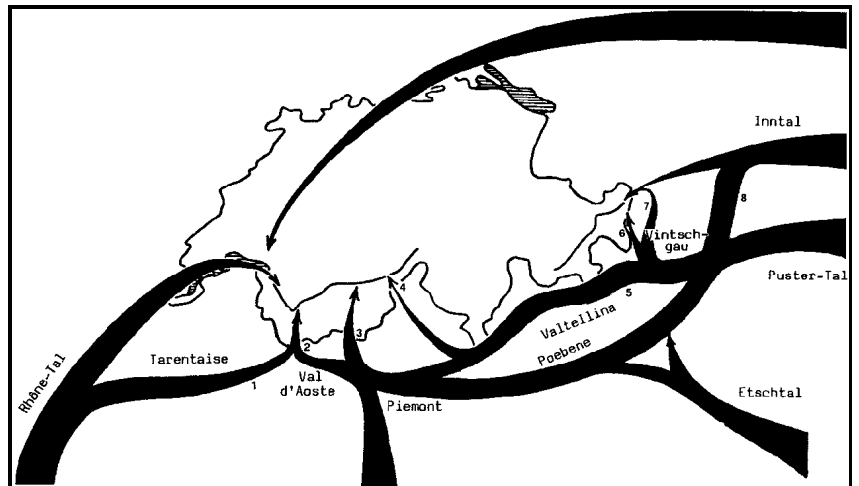 Inntal
8
7
6
Vintsch-
gau
Puster-Tal
4
5
Valtellina
3
Poebene
2
Tarentaise
Rhône-Tal
1
Val
d'Aoste
Piemont
Etschtal